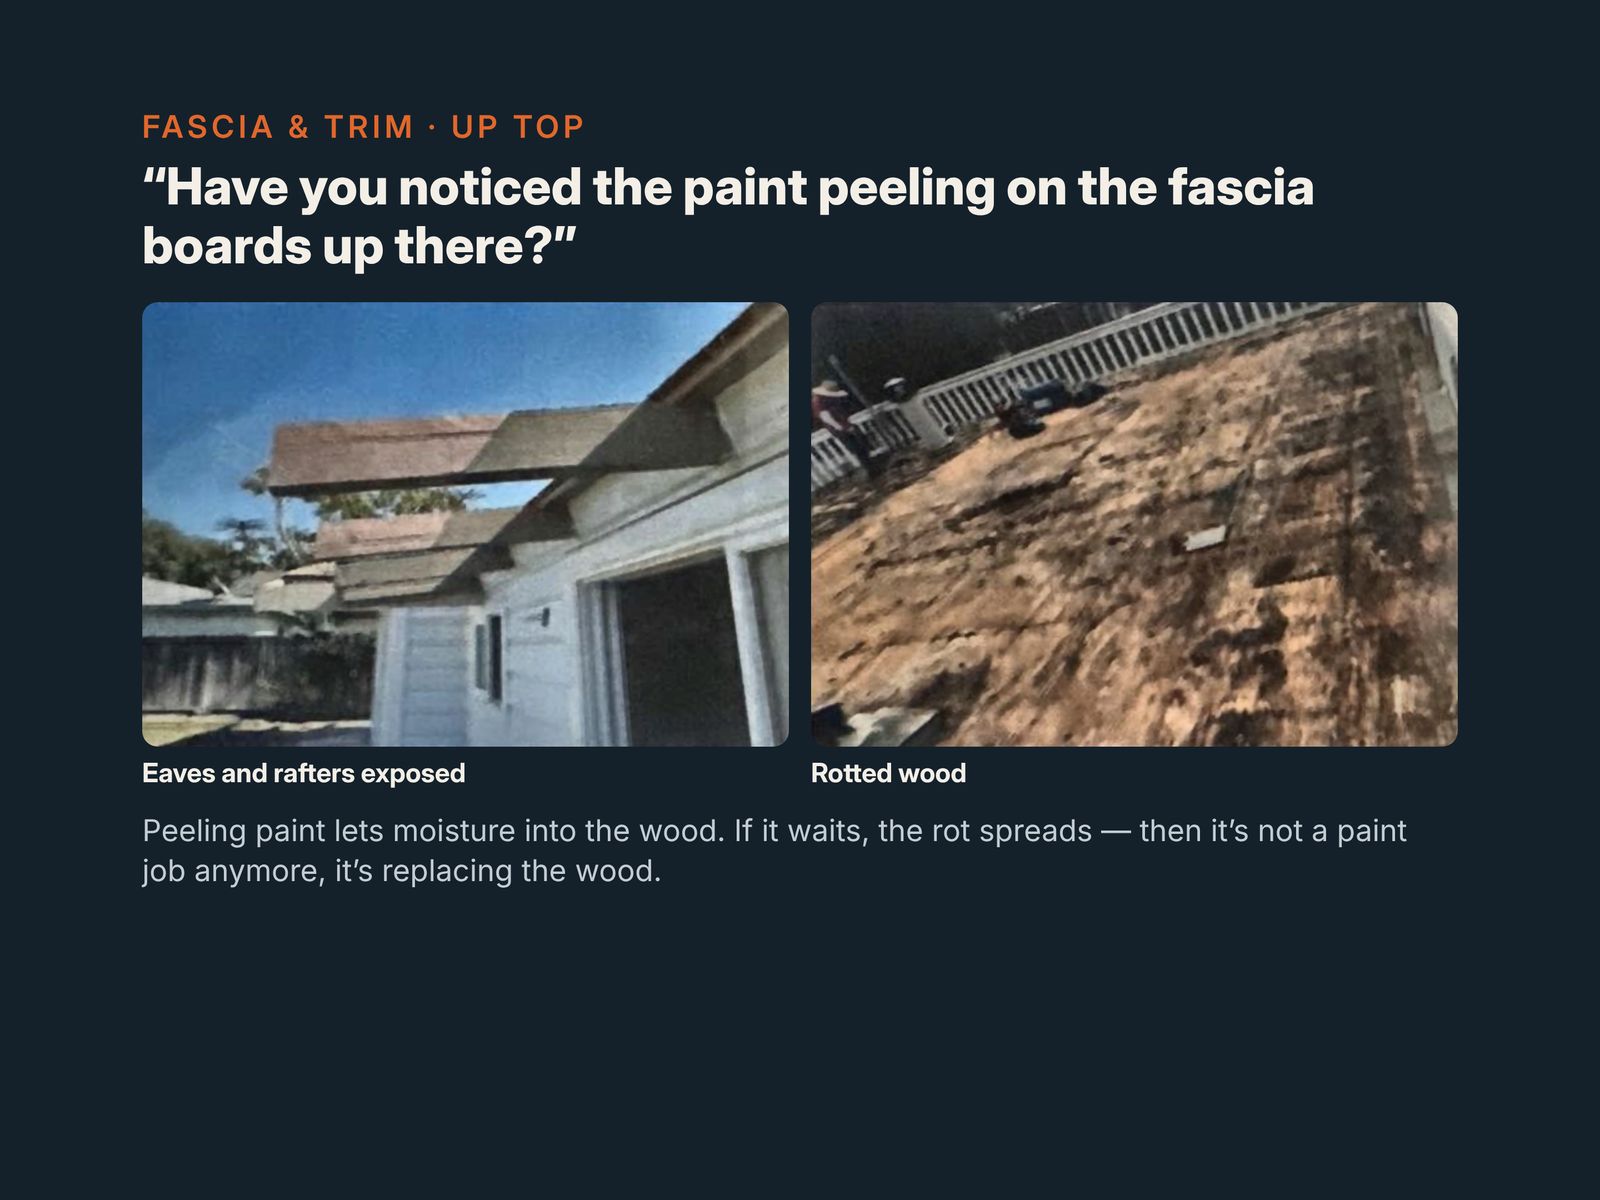 FASCIA & TRIM · UP TOP
“Have you noticed the paint peeling on the fascia
boards up there?”
Eaves and rafters exposed
Rotted wood
Peeling paint lets moisture into the wood. If it waits, the rot spreads — then it’s not a paint
job anymore, it’s replacing the wood.